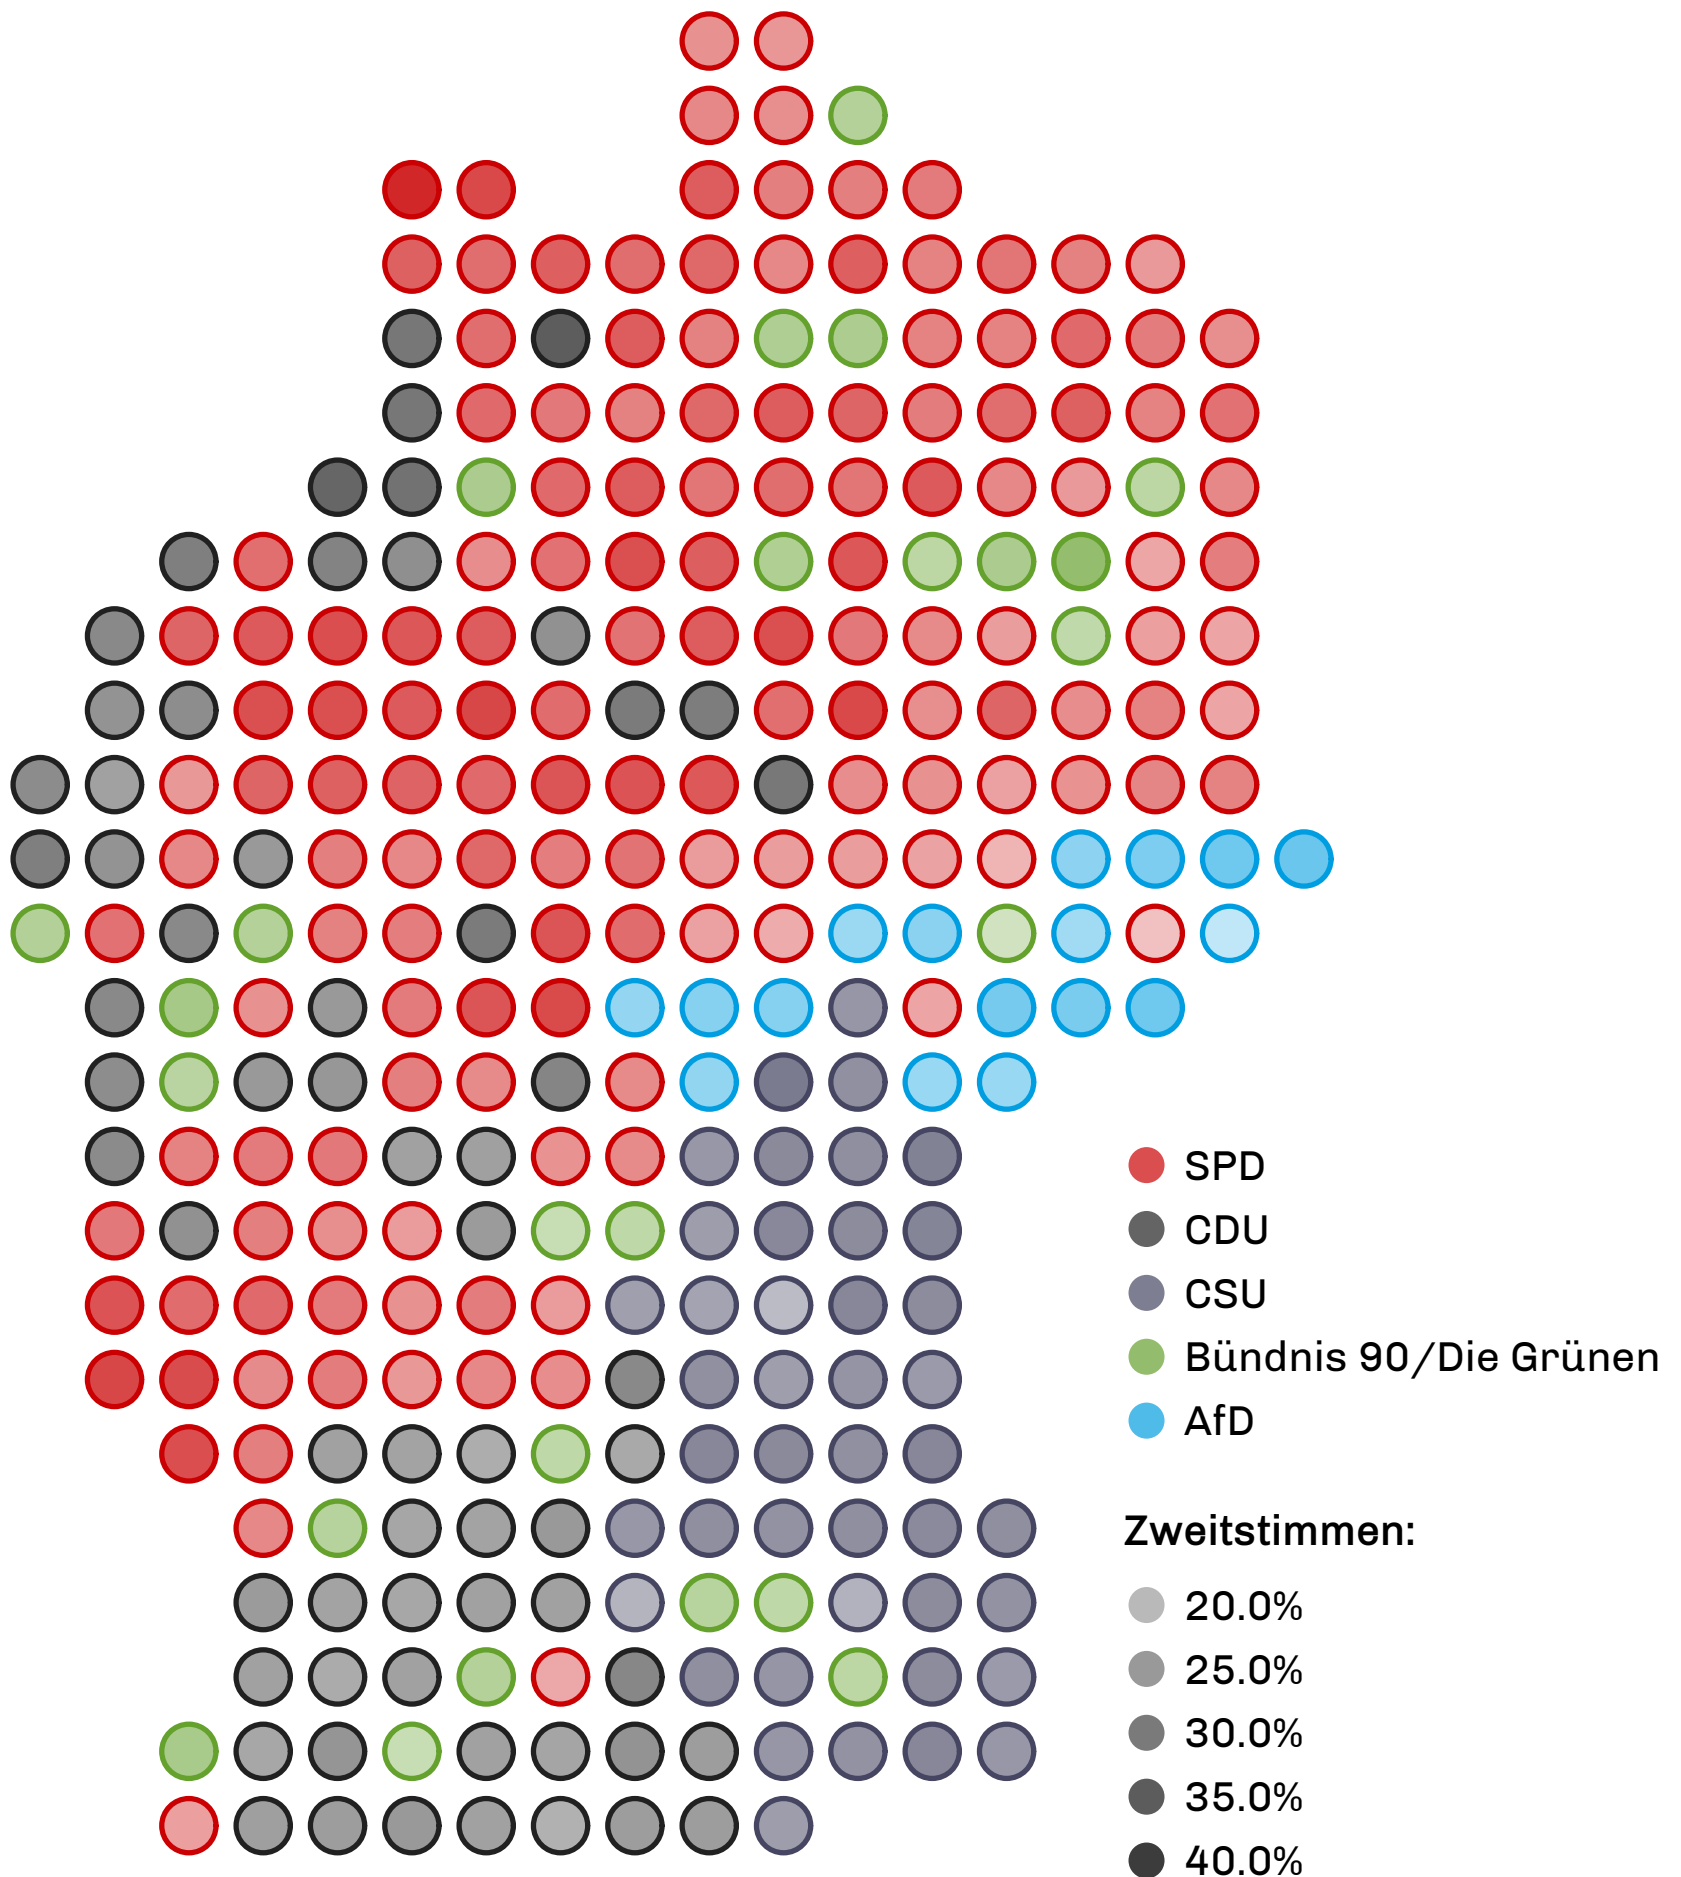 SPD
CDU
CSU
Bündnis 90/Die Grünen
AfD
Zweitstimmen:
20.0%
25.0%
30.0%
35.0%
40.0%